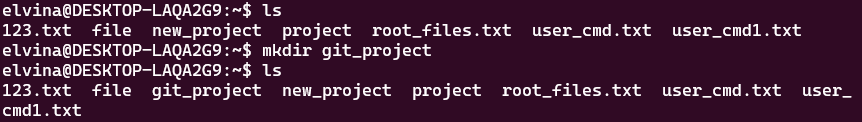 elvina@DESKTOP-LAQA2G9:~$ ls
123.txt  file  new_project  project  root_files.txt  user_cmd.txt  user_cmd1.txt
elvina@DESKTOP-LAQA2G9:~$ mkdir git_project
elvina@DESKTOP-LAQA2G9:~$ ls
123.txt  file  git_project  new_project  project  root_files.txt  user_cmd.txt  user_
cmd1.txt